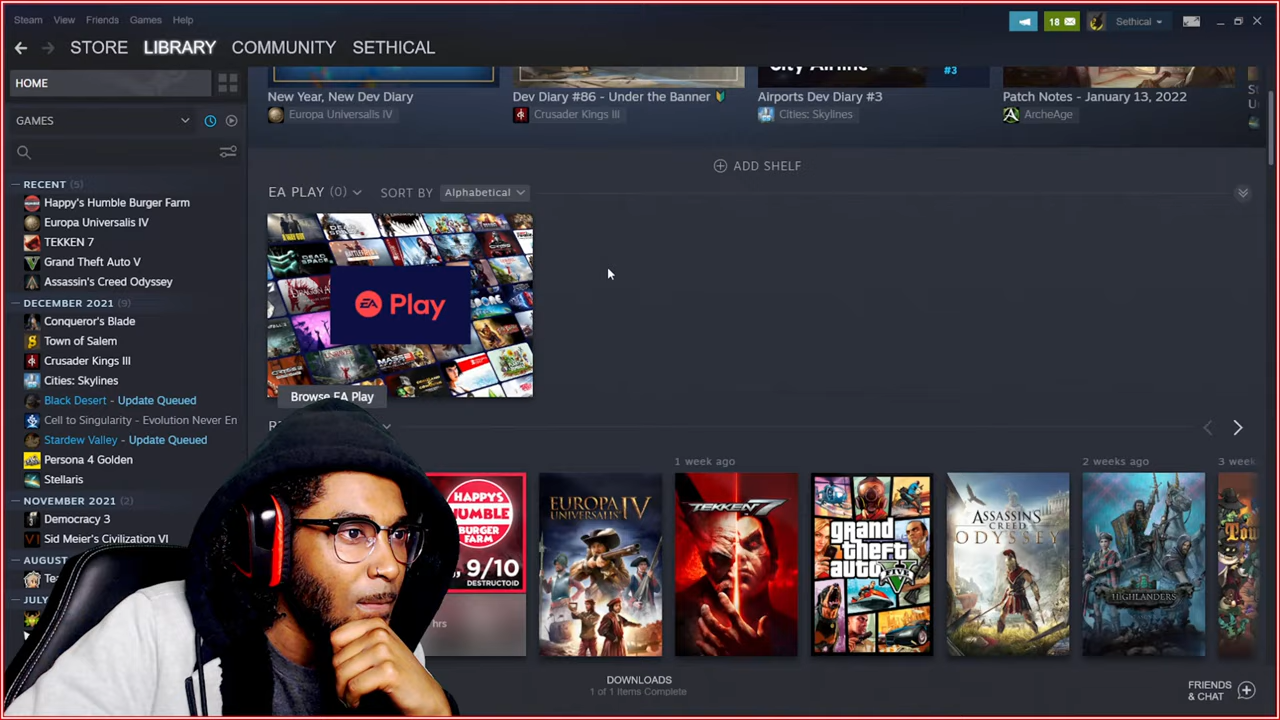 Steam View Friends Games Help
18
Sethical
STORE LIBRARY COMMUNITY SETHICAL
HOME
GAMES
RECENT (5)
Happy's Humble Burger Farm
Europa Universalis IV
TEKKEN 7
Grand Theft Auto V
Assassin's Creed Odyssey
DECEMBER 2021 (9)
Conqueror's Blade
Town of Salem
Crusader Kings III
Cities: Skylines
Black Desert - Update Queued
Cell to Singularity - Evolution Never En
Stardew Valley - Update Queued
Persona 4 Golden
Stellaris
NOVEMBER 2021 (2)
Democracy 3
Sid Meier's Civilization VI
AUGUST
JULY
City Airline
#3
New Year, New Dev Diary
Europa Universalis IV
Dev Diary #86 - Under the Banner
Crusader Kings III
Airports Dev Diary #3
Cities: Skylines
Patch Notes - January 13, 2022
ArcheAge
ADD SHELF
EA PLAY (0) SORT BY Alphabetical
EA Play
Browse EA Play
1 week ago
2 weeks ago
3 week
HAPPYS
HUMBLE
BURGER
FARM
9/10
DESTRUCTOID
hrs
EUROPA
UNIVERSALIS IV
TEKKEN 7
grand
theft
auto V
ASSASSIN'S
CREED
ODYSSEY
HIGHLANDERS
DOWNLOADS
1 of 1 Items Complete
FRIENDS
& CHAT